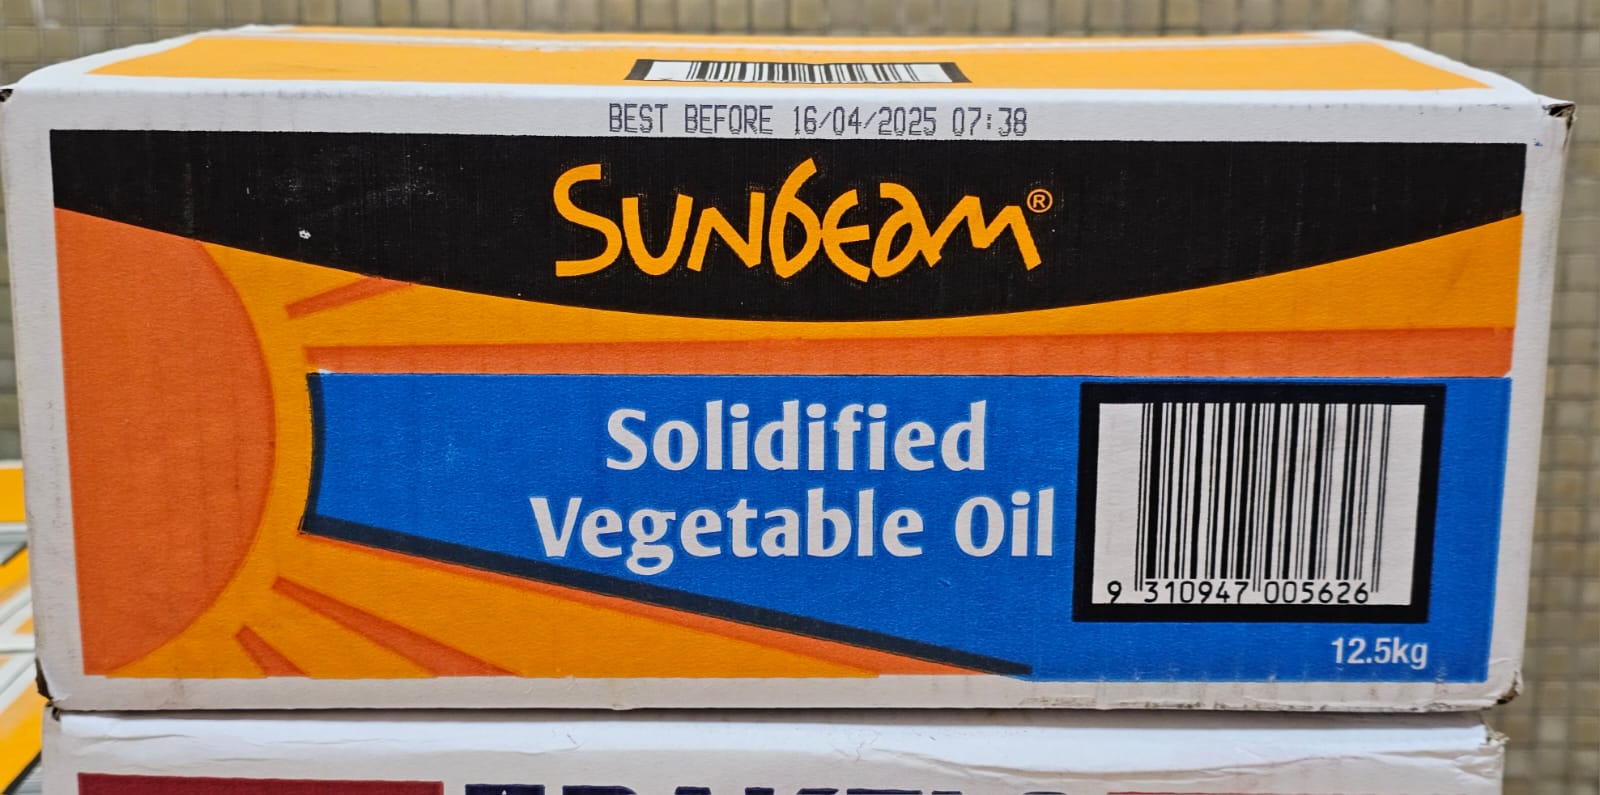 BEST BEFORE 16/04/2025 07:38
SUNBEAM®
Solidified
Vegetable Oil
9 310947 005626
12.5kg